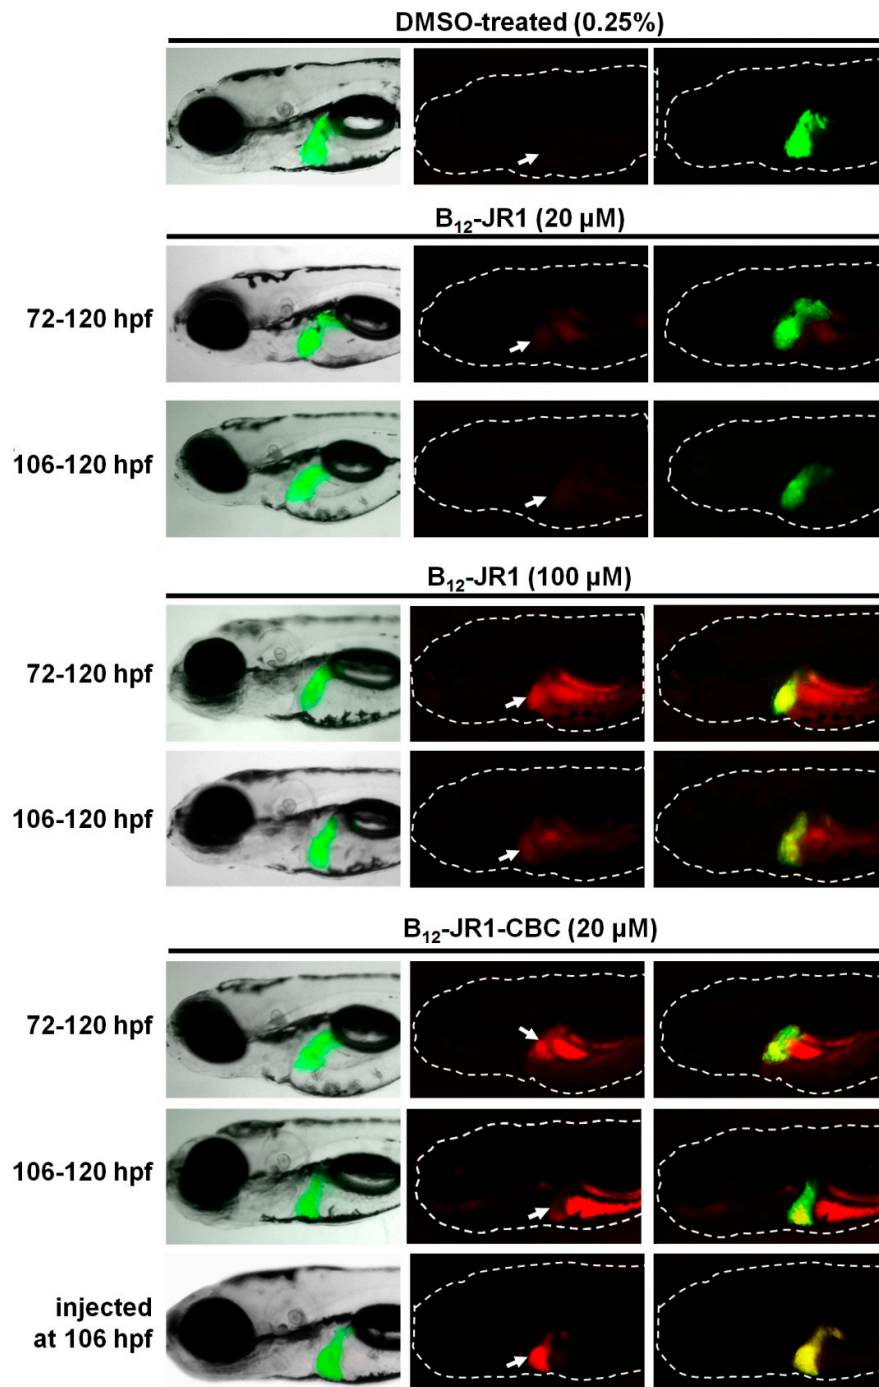 DMSO-treated (0.25%)
B₁₂-JR1 (20 µM)
72-120 hpf
106-120 hpf
B₁₂-JR1 (100 µM)
72-120 hpf
106-120 hpf
B₁₂-JR1-CBC (20 µM)
72-120 hpf
106-120 hpf
injected
at 106 hpf